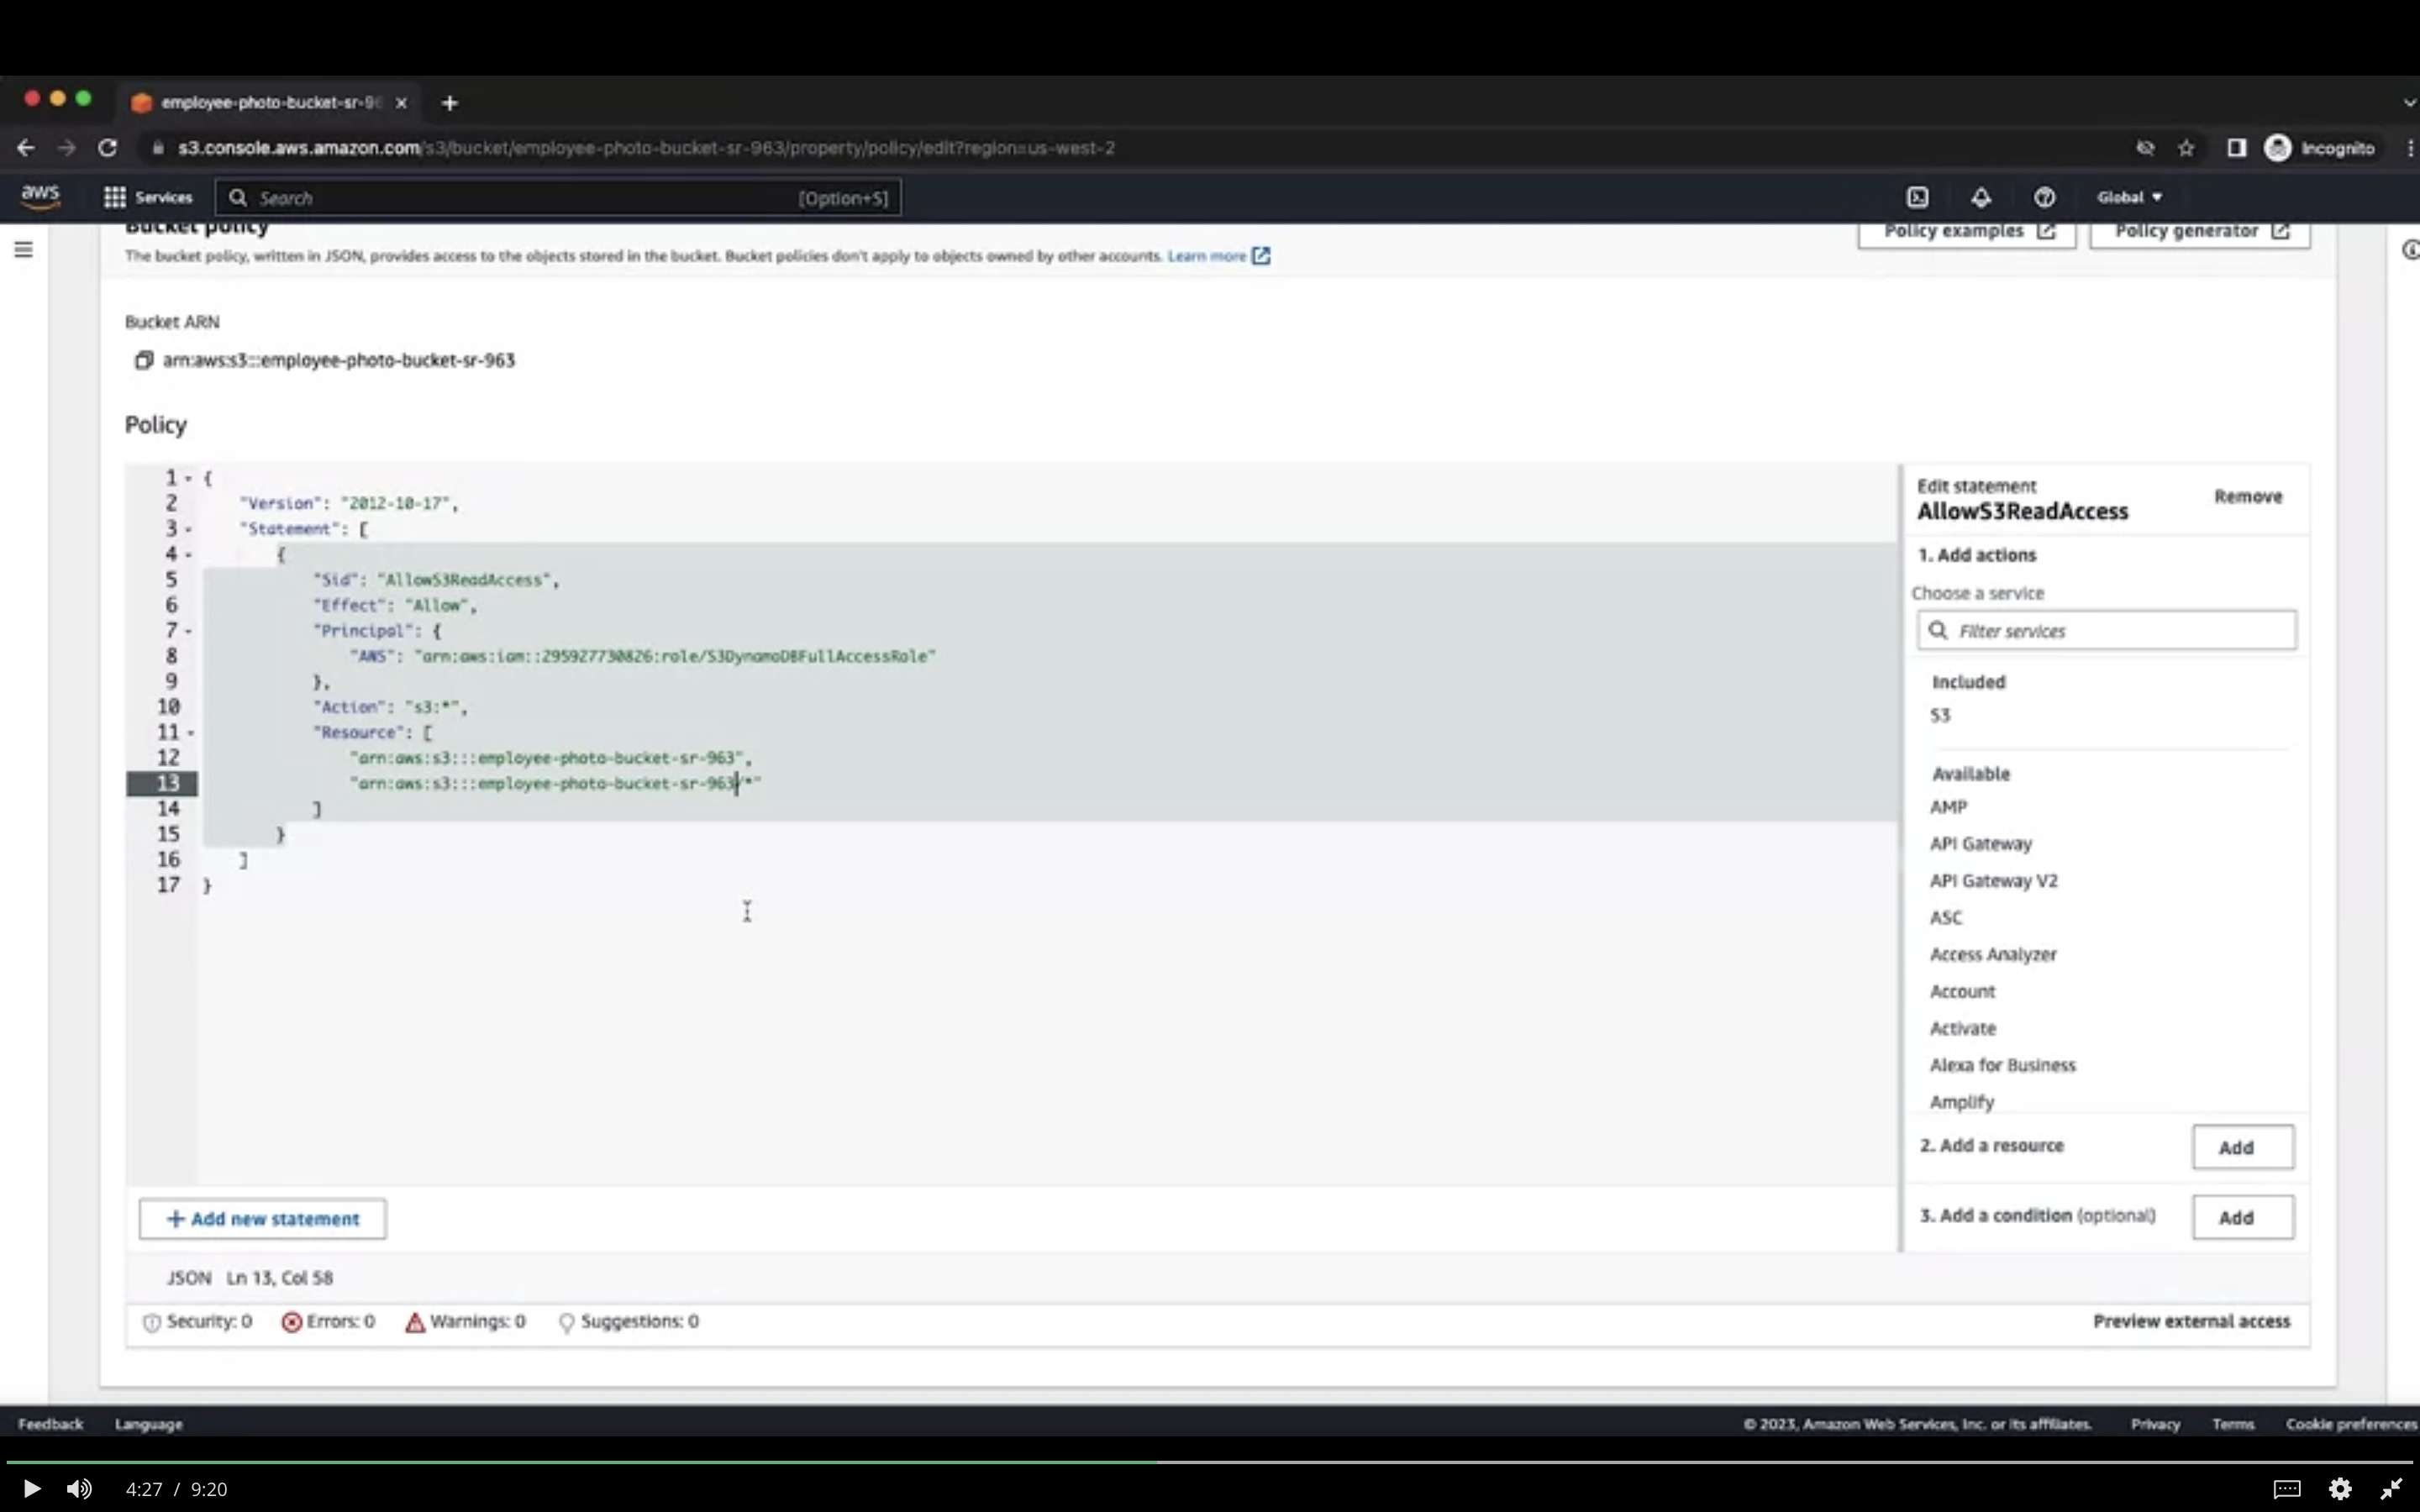 employee-photo-bucket-sr-96
s3.console.aws.amazon.com/s3/bucket/employee-photo-bucket-sr-963/property/policy/edit?region=us-west-2
Incognito
aws
Services
Search
[Option+S]
Global
Bucket policy
Policy examples
Policy generator
The bucket policy, written in JSON, provides access to the objects stored in the bucket. Bucket policies don't apply to objects owned by other accounts. Learn more
Bucket ARN
arn:aws:s3:::employee-photo-bucket-sr-963
Policy
1 {
2 "Version": "2012-10-17",
3 "Statement": [
4 {
5 "Sid": "AllowS3ReadAccess",
6 "Effect": "Allow",
7 "Principal": {
8 "AWS": "arn:aws:iam::295927730826:role/S3DynamoDBFullAccessRole"
9 },
10 "Action": "s3:*",
11 "Resource": [
12 "arn:aws:s3:::employee-photo-bucket-sr-963",
13 "arn:aws:s3:::employee-photo-bucket-sr-963/*"
14 ]
15 }
16 ]
17 }
Edit statement
AllowS3ReadAccess
Remove
1. Add actions
Choose a service
Filter services
Included
S3
Available
AMP
API Gateway
API Gateway V2
ASC
Access Analyzer
Account
Activate
Alexa for Business
Amplify
2. Add a resource
Add
3. Add a condition (optional)
Add
+ Add new statement
JSON Ln 13, Col 58
Security: 0
Errors: 0
Warnings: 0
Suggestions: 0
Preview external access
Feedback
Language
© 2023, Amazon Web Services, Inc. or its affiliates.
Privacy
Terms
Cookie preferences
4:27 / 9:20